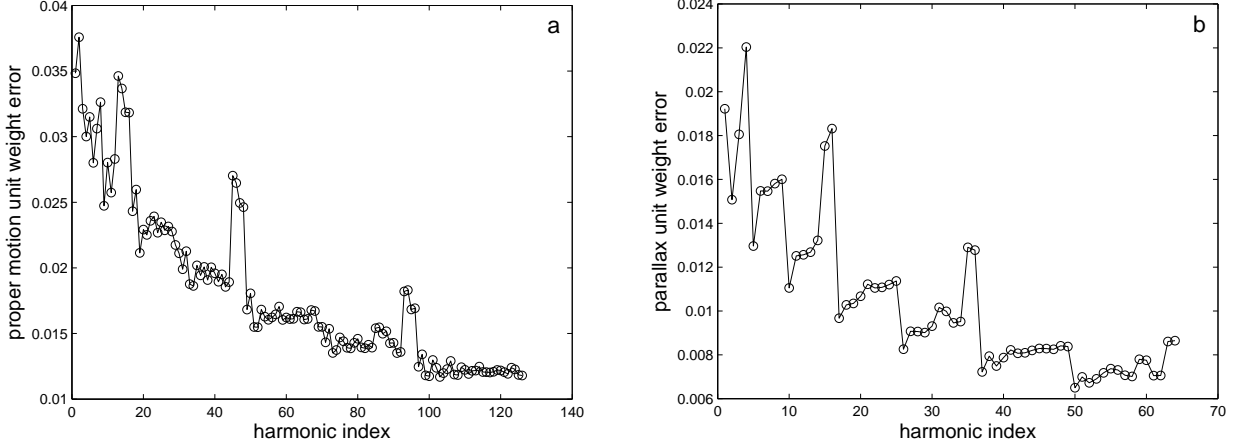 a
proper motion unit weight error
0.04
0.035
0.03
0.025
0.02
0.015
0.01
0 20 40 60 80 100 120 140
harmonic index
b
parallax unit weight error
0.024
0.022
0.02
0.018
0.016
0.014
0.012
0.01
0.008
0.006
0 10 20 30 40 50 60 70
harmonic index